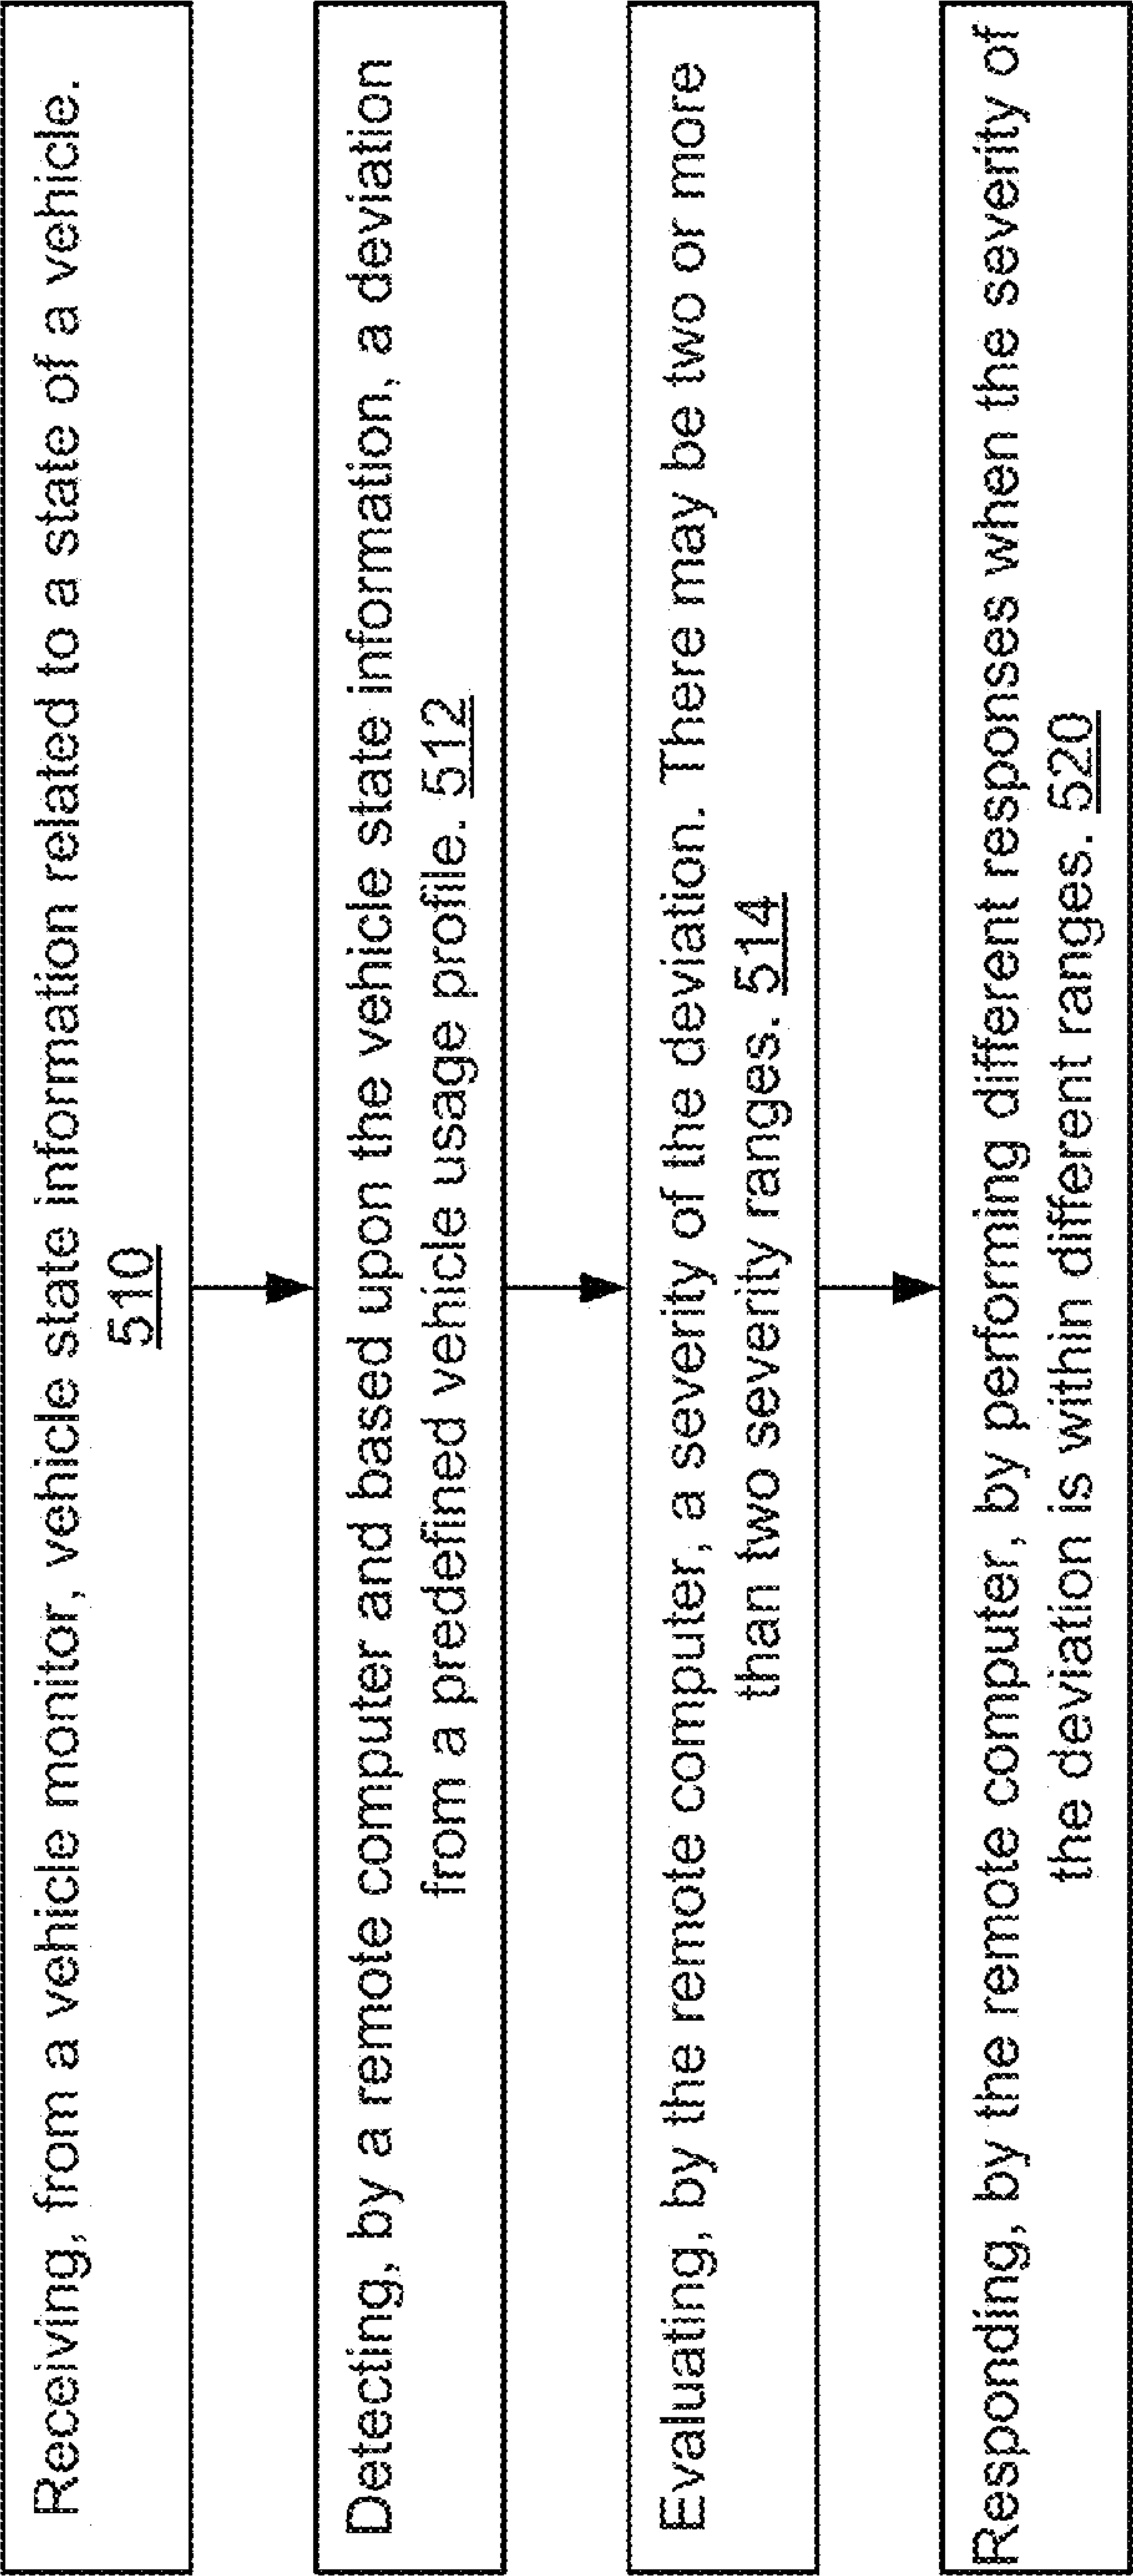 Receiving, from a vehicle monitor, vehicle state information related to a state of a vehicle.
510
Detecting, by a remote computer and based upon the vehicle state information, a deviation
from a predefined vehicle usage profile. 512
Evaluating, by the remote computer, a severity of the deviation. There may be two or more
than two severity ranges. 514
Responding, by the remote computer, by performing different responses when the severity of
the deviation is within different ranges. 520